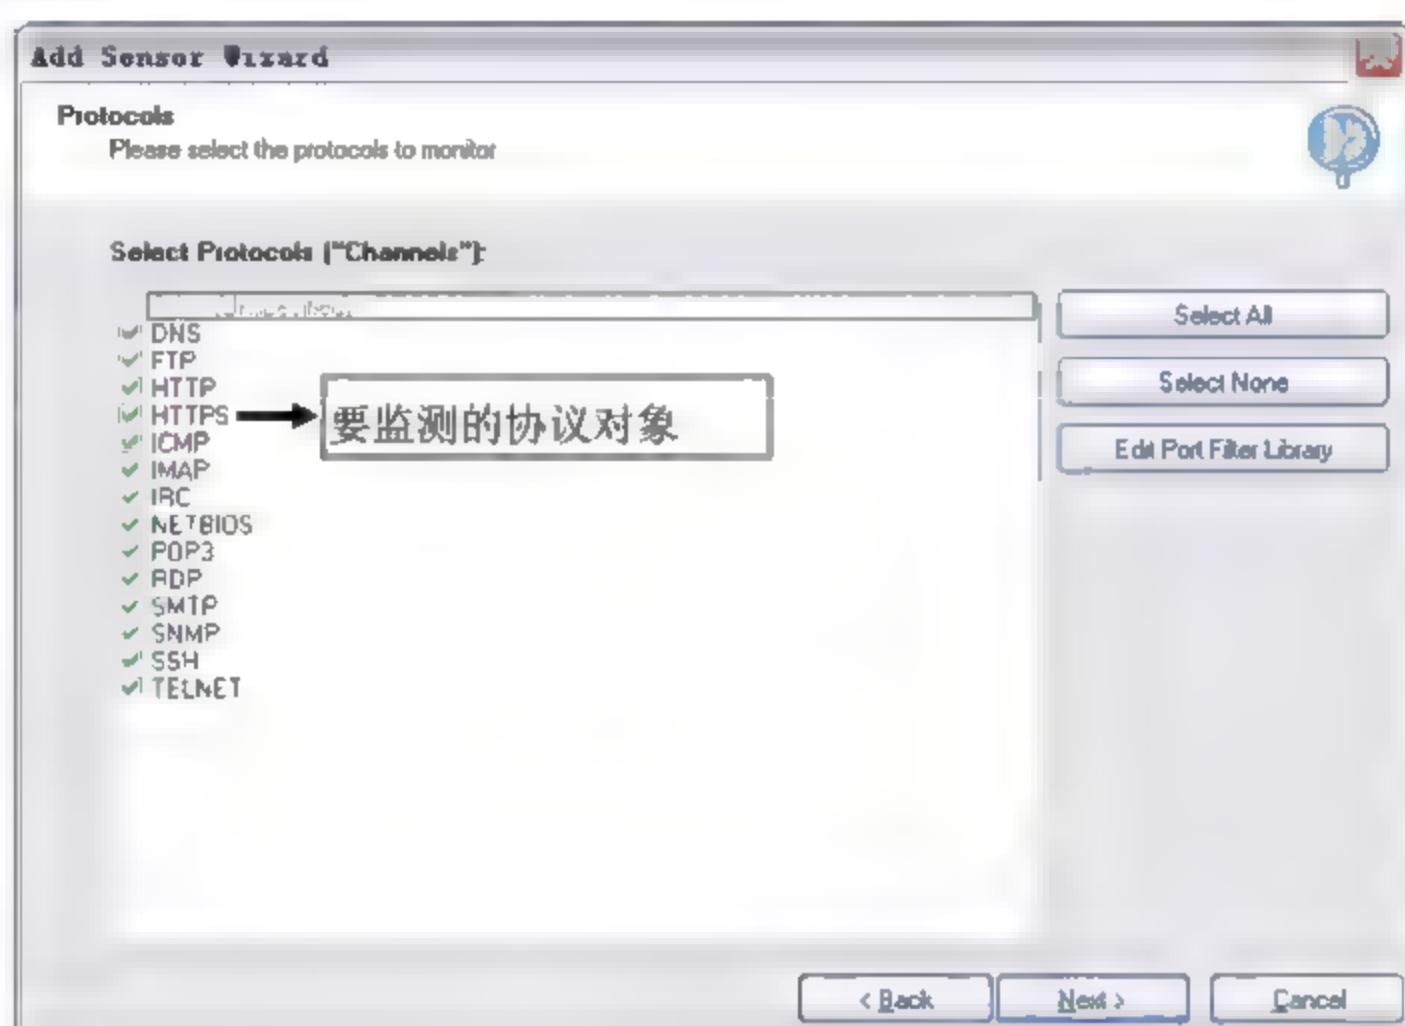 Add Sensor Wizard
Protocols
Please select the protocols to monitor
Select Protocols ("Channels"):
DNS
FTP
HTTP
HTTPS
ICMP
IMAP
IRC
NETBIOS
POP3
RDP
SMTP
SNMP
SSH
TELNET
要监测的协议对象
Select All
Select None
Edit Port Filter Library
< Back
Next >
Cancel